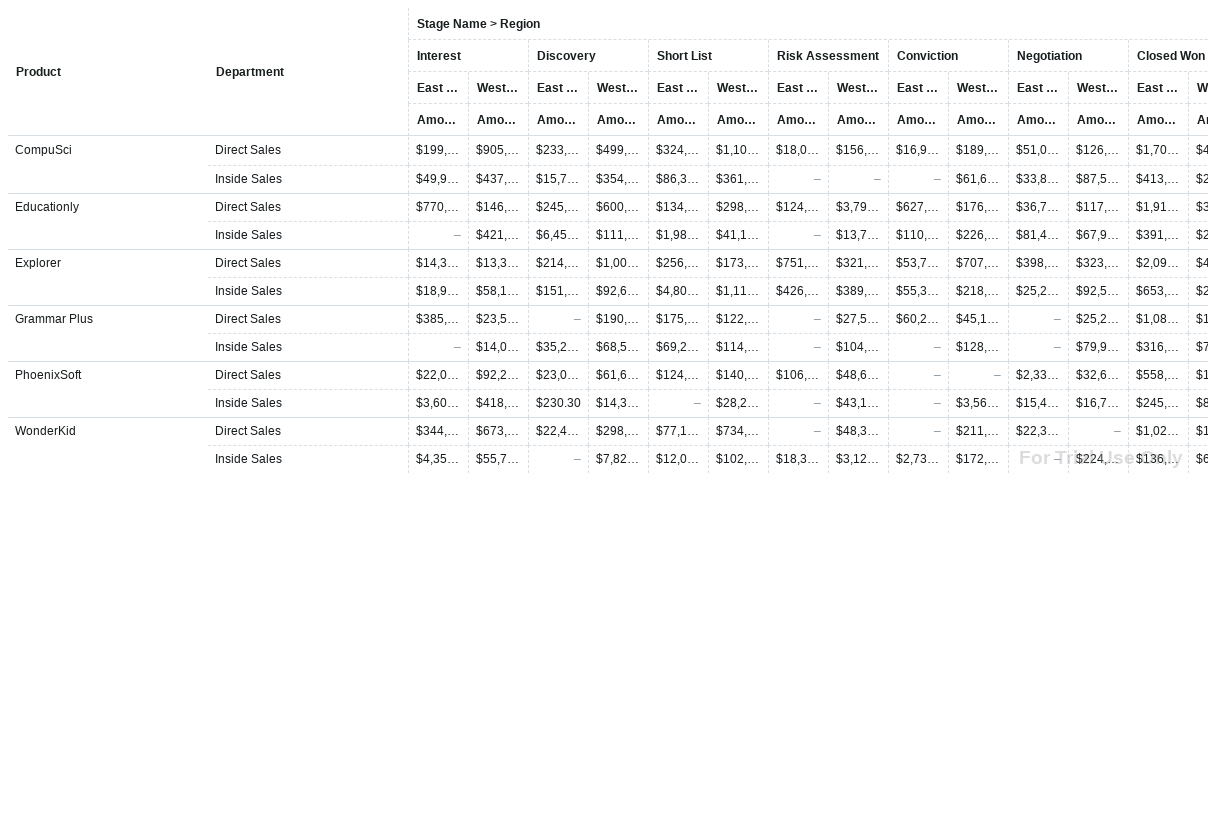 Stage Name > Region
Product Department
Interest Discovery Short List Risk Assessment Conviction Negotiation Closed Won
East ... West... East ... West... East ... West... East ... West... East ... West... East ... West... East ... W
Amo... Amo... Amo... Amo... Amo... Amo... Amo... Amo... Amo... Amo... Amo... Amo... Amo... Ar
CompuSci Direct Sales $199,... $905,... $233,... $499,... $324,... $1,10... $18,0... $156,... $16,9... $189,... $51,0... $126,... $1,70... $4
Inside Sales $49,9... $437,... $15,7... $354,... $86,3... $361,... – – – $61,6... $33,8... $87,5... $413,... $2
Educationly Direct Sales $770,... $146,... $245,... $600,... $134,... $298,... $124,... $3,79... $627,... $176,... $36,7... $117,... $1,91... $3
Inside Sales – $421,... $6,45... $111,... $1,98... $41,1... – $13,7... $110,... $226,... $81,4... $67,9... $391,... $2
Explorer Direct Sales $14,3... $13,3... $214,... $1,00... $256,... $173,... $751,... $321,... $53,7... $707,... $398,... $323,... $2,09... $4
Inside Sales $18,9... $58,1... $151,... $92,6... $4,80... $1,11... $426,... $389,... $55,3... $218,... $25,2... $92,5... $653,... $2
Grammar Plus Direct Sales $385,... $23,5... – $190,... $175,... $122,... – $27,5... $60,2... $45,1... – $25,2... $1,08... $1
Inside Sales – $14,0... $35,2... $68,5... $69,2... $114,... – $104,... – $128,... – $79,9... $316,... $7
PhoenixSoft Direct Sales $22,0... $92,2... $23,0... $61,6... $124,... $140,... $106,... $48,6... – – $2,33... $32,6... $558,... $1
Inside Sales $3,60... $418,... $230.30 $14,3... – $28,2... – $43,1... – $3,56... $15,4... $16,7... $245,... $8
WonderKid Direct Sales $344,... $673,... $22,4... $298,... $77,1... $734,... – $48,3... – $211,... $22,3... – $1,02... $1
Inside Sales $4,35... $55,7... – $7,82... $12,0... $102,... $18,3... $3,12... $2,73... $172,... – $224,... $136,... $6
For Trial Use Only